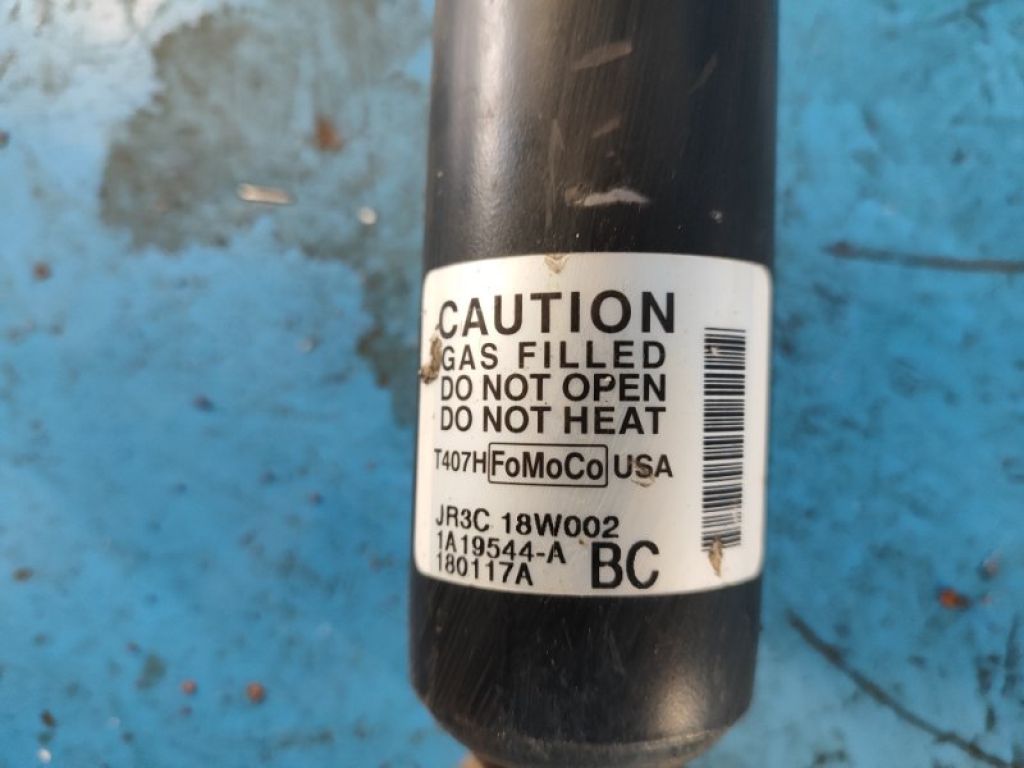 CAUTION
GAS FILLED
DO NOT OPEN
DO NOT HEAT
T407H FoMoCo USA
JR3C 18W002
1A19544-A BC
180117A